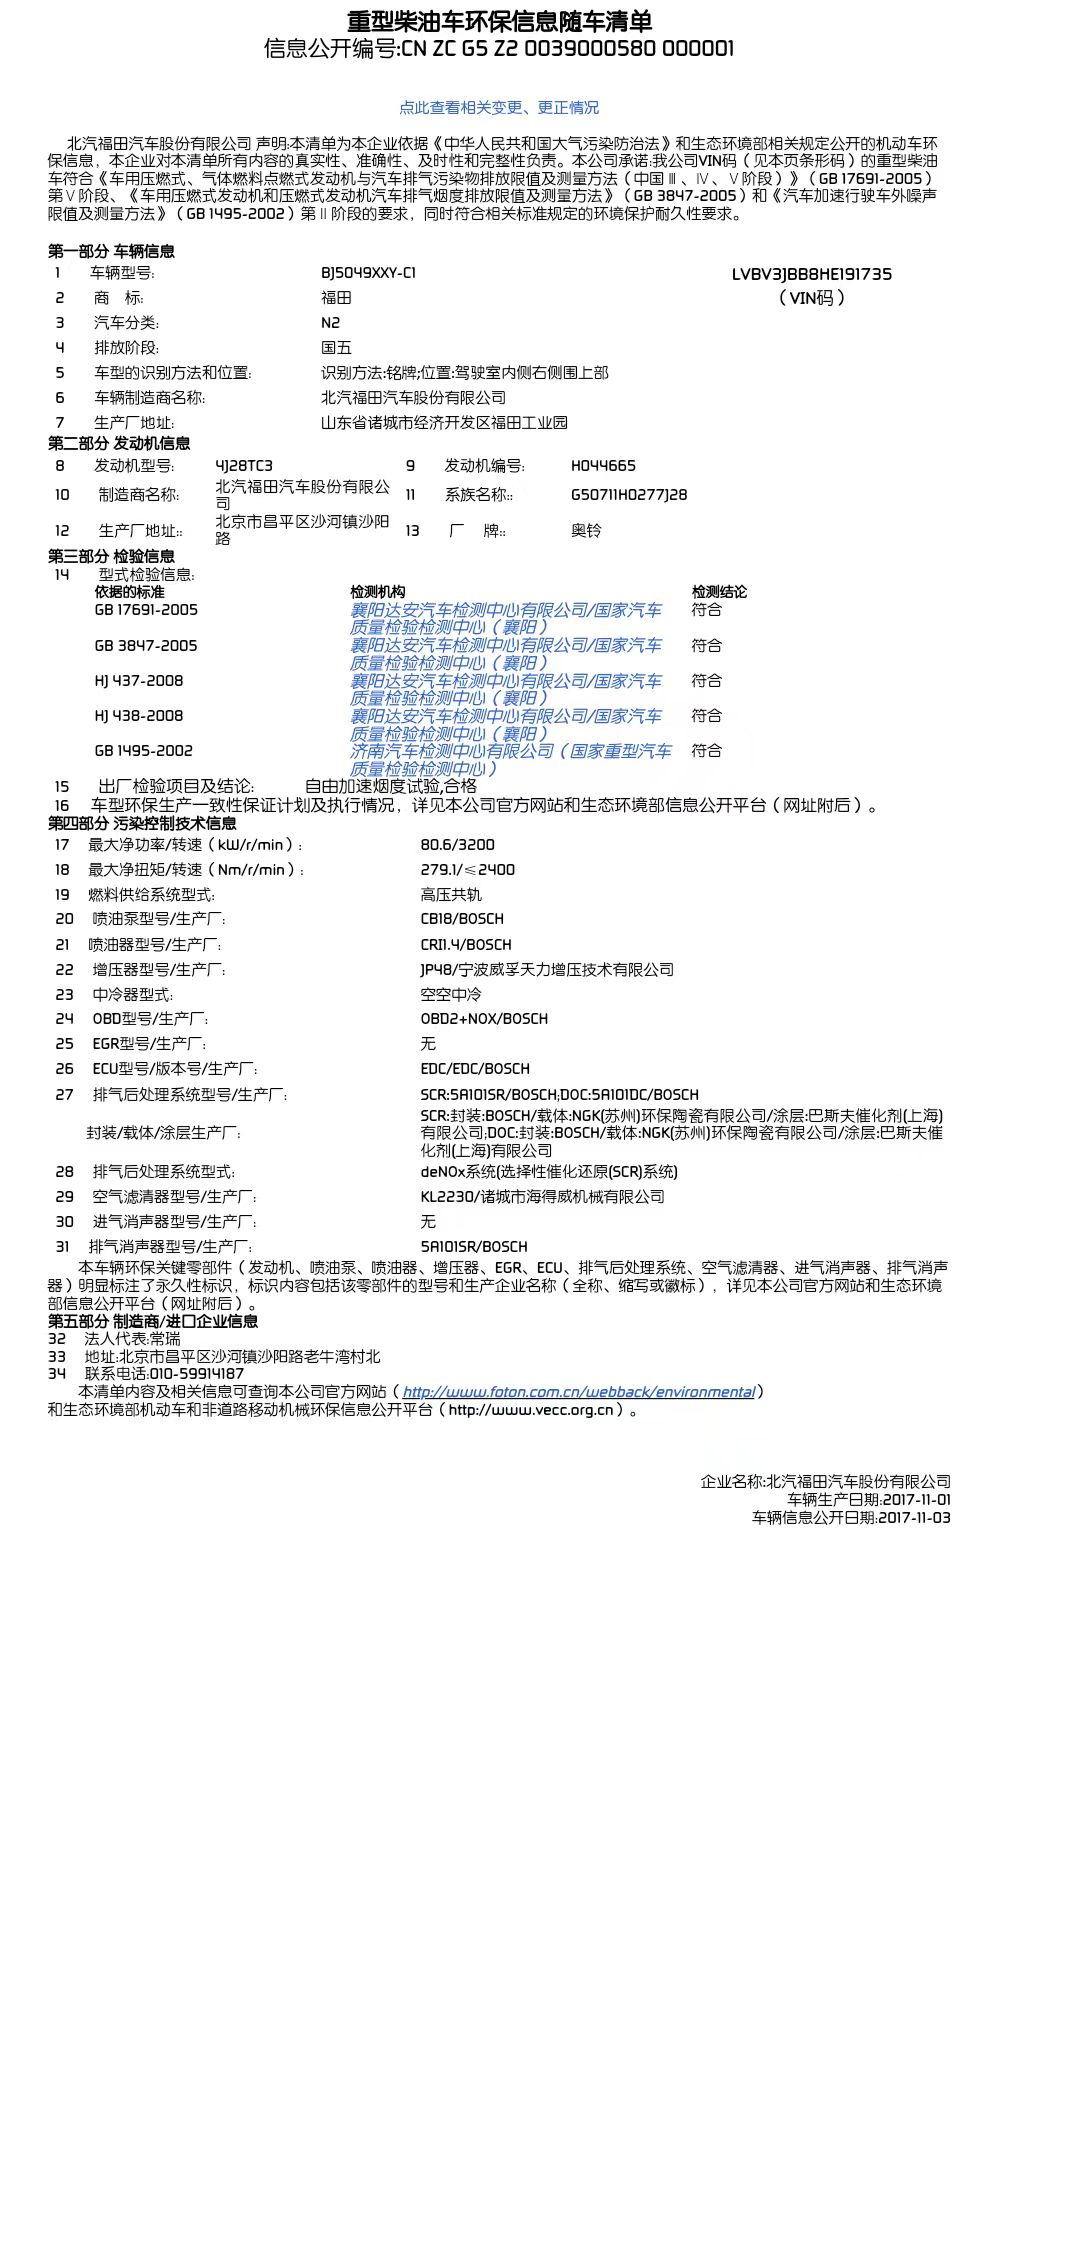 重型柴油车环保信息随车清单
信息公开编号:CN ZC G5 Z2 0039000580 000001
点此查看相关变更、更正情况
北汽福田汽车股份有限公司 声明:本清单为本企业依据《中华人民共和国大气污染防治法》和生态环境部相关规定公开的机动车环
保信息，本企业对本清单所有内容的真实性、准确性、及时性和完整性负责。本公司承诺:我公司VIN码（见本页条形码）的重型柴油
车符合《车用压燃式、气体燃料点燃式发动机与汽车排气污染物排放限值及测量方法（中国Ⅲ、Ⅳ、Ⅴ阶段）》（GB 17691-2005）
第Ⅴ阶段、《车用压燃式发动机和压燃式发动机汽车排气烟度排放限值及测量方法》（GB 3847-2005）和《汽车加速行驶车外噪声
限值及测量方法》（GB 1495-2002）第Ⅱ阶段的要求，同时符合相关标准规定的环境保护耐久性要求。
第一部分 车辆信息
1 车辆型号: BJ5049XXY-C1 LVBV3JBB8HE191735
2 商 标: 福田 （VIN码）
3 汽车分类: N2
4 排放阶段: 国五
5 车型的识别方法和位置: 识别方法:铭牌;位置:驾驶室内侧右侧围上部
6 车辆制造商名称: 北汽福田汽车股份有限公司
7 生产厂地址: 山东省诸城市经济开发区福田工业园
第二部分 发动机信息
8 发动机型号: 4J28TC3 9 发动机编号: H044665
10 制造商名称: 北汽福田汽车股份有限公
司 11 系族名称:: G50711H0277J28
12 生产厂地址:: 北京市昌平区沙河镇沙阳
路 13 厂 牌:: 奥铃
第三部分 检验信息
14 型式检验信息:
依据的标准 检测机构 检测结论
GB 17691-2005 襄阳达安汽车检测中心有限公司/国家汽车 符合
质量检验检测中心（襄阳）
GB 3847-2005 襄阳达安汽车检测中心有限公司/国家汽车 符合
质量检验检测中心（襄阳）
HJ 437-2008 襄阳达安汽车检测中心有限公司/国家汽车 符合
质量检验检测中心（襄阳）
HJ 438-2008 襄阳达安汽车检测中心有限公司/国家汽车 符合
质量检验检测中心（襄阳）
GB 1495-2002 济南汽车检测中心有限公司（国家重型汽车 符合
质量检验检测中心）
15 出厂检验项目及结论: 自由加速烟度试验,合格
16 车型环保生产一致性保证计划及执行情况，详见本公司官方网站和生态环境部信息公开平台（网址附后）。
第四部分 污染控制技术信息
17 最大净功率/转速（kW/r/min）: 80.6/3200
18 最大净扭矩/转速（Nm/r/min）: 279.1/≤2400
19 燃料供给系统型式: 高压共轨
20 喷油泵型号/生产厂: CB18/BOSCH
21 喷油器型号/生产厂: CRI1.4/BOSCH
22 增压器型号/生产厂: JP48/宁波威孚天力增压技术有限公司
23 中冷器型式: 空空中冷
24 OBD型号/生产厂: OBD2+NOX/BOSCH
25 EGR型号/生产厂: 无
26 ECU型号/版本号/生产厂: EDC/EDC/BOSCH
27 排气后处理系统型号/生产厂: SCR:5A101SR/BOSCH;DOC:5A101DC/BOSCH
封装/载体/涂层生产厂: SCR:封装:BOSCH/载体:NGK(苏州)环保陶瓷有限公司/涂层:巴斯夫催化剂(上海)
有限公司;DOC:封装:BOSCH/载体:NGK(苏州)环保陶瓷有限公司/涂层:巴斯夫催
化剂(上海)有限公司
28 排气后处理系统型式: deNOx系统(选择性催化还原(SCR)系统)
29 空气滤清器型号/生产厂: KL2230/诸城市海得威机械有限公司
30 进气消声器型号/生产厂: 无
31 排气消声器型号/生产厂: 5A101SR/BOSCH
本车辆环保关键零部件（发动机、喷油泵、喷油器、增压器、EGR、ECU、排气后处理系统、空气滤清器、进气消声器、排气消声
器）明显标注了永久性标识，标识内容包括该零部件的型号和生产企业名称（全称、缩写或徽标），详见本公司官方网站和生态环境
部信息公开平台（网址附后）。
第五部分 制造商/进口企业信息
32 法人代表:常瑞
33 地址:北京市昌平区沙河镇沙阳路老牛湾村北
34 联系电话:010-59914187
本清单内容及相关信息可查询本公司官方网站（http://www.foton.com.cn/webback/environmental）
和生态环境部机动车和非道路移动机械环保信息公开平台（http://www.vecc.org.cn）。
企业名称:北汽福田汽车股份有限公司
车辆生产日期:2017-11-01
车辆信息公开日期:2017-11-03